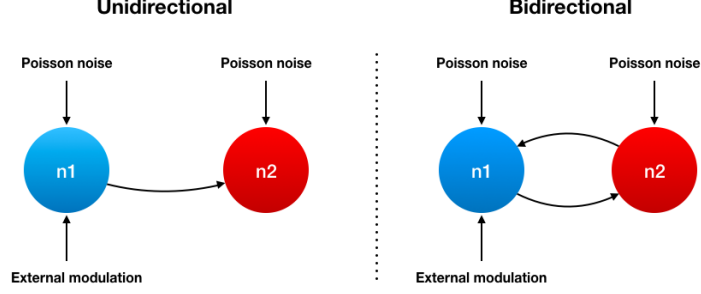 Unidirectional
Bidirectional
Poisson noise
Poisson noise
Poisson noise
Poisson noise
n1
n2
n1
n2
External modulation
External modulation